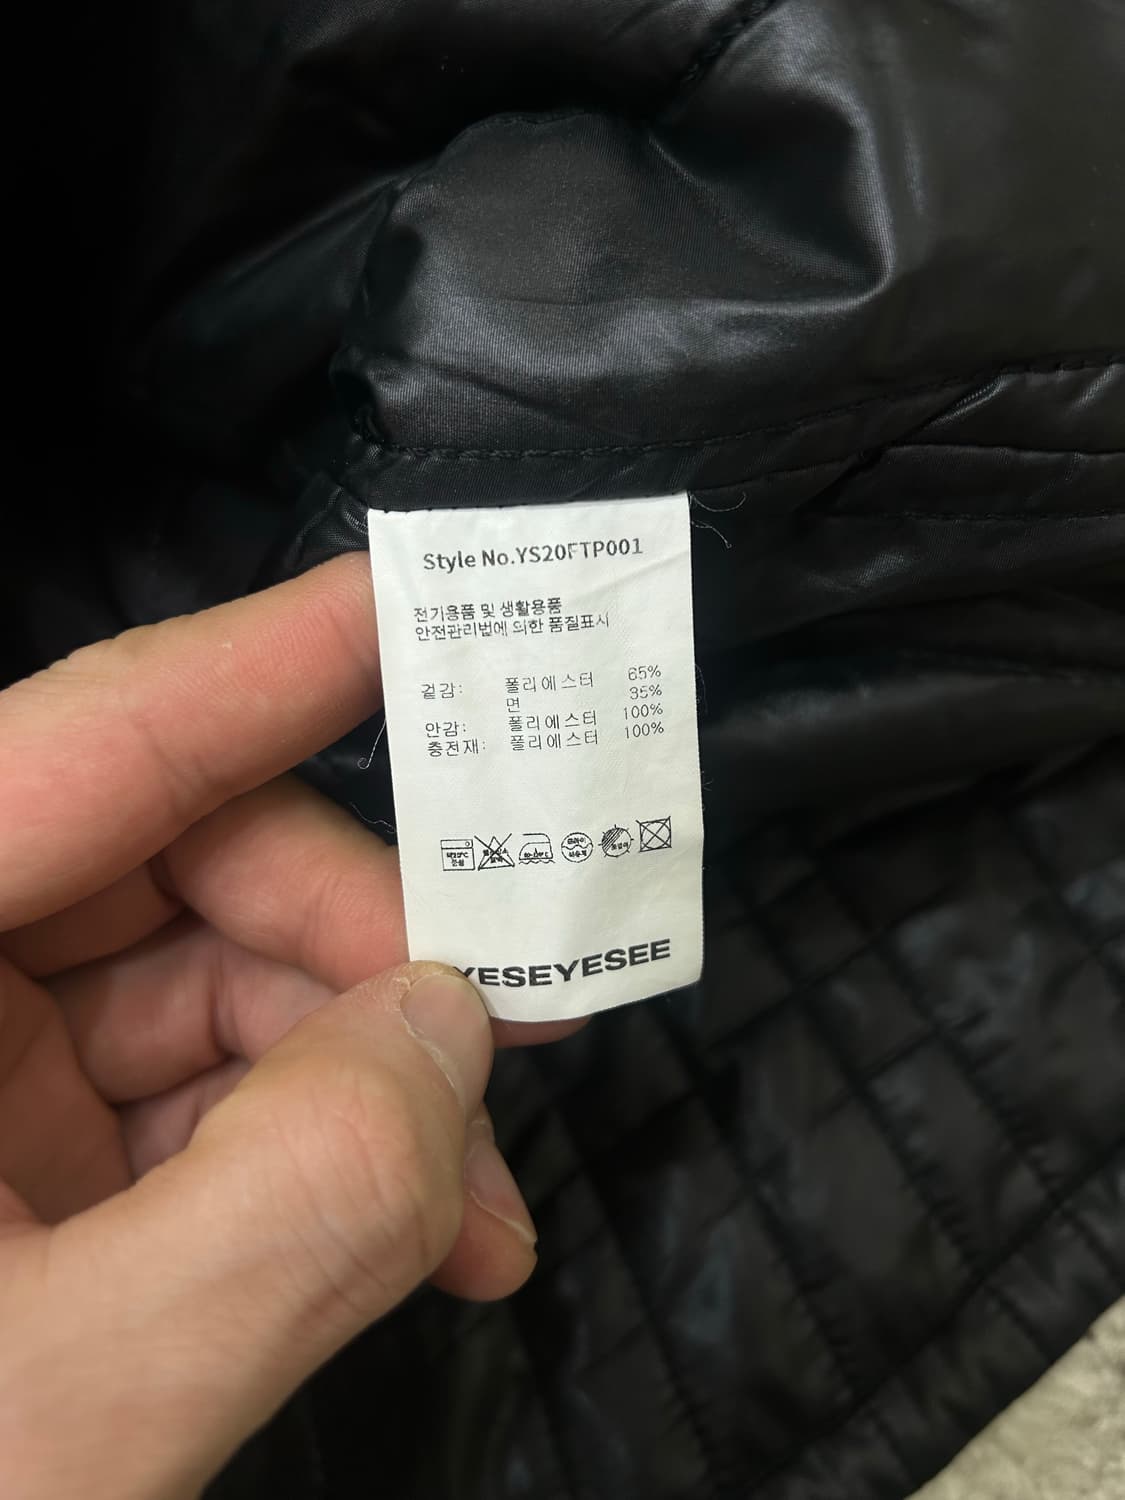 Style No.YS20FTP001
전기용품 및 생활용품
안전관리법에 의한 품질표시
겉감: 폴리에스터 65%
면 35%
안감: 폴리에스터 100%
충전재: 폴리에스터 100%
YESEYESEE